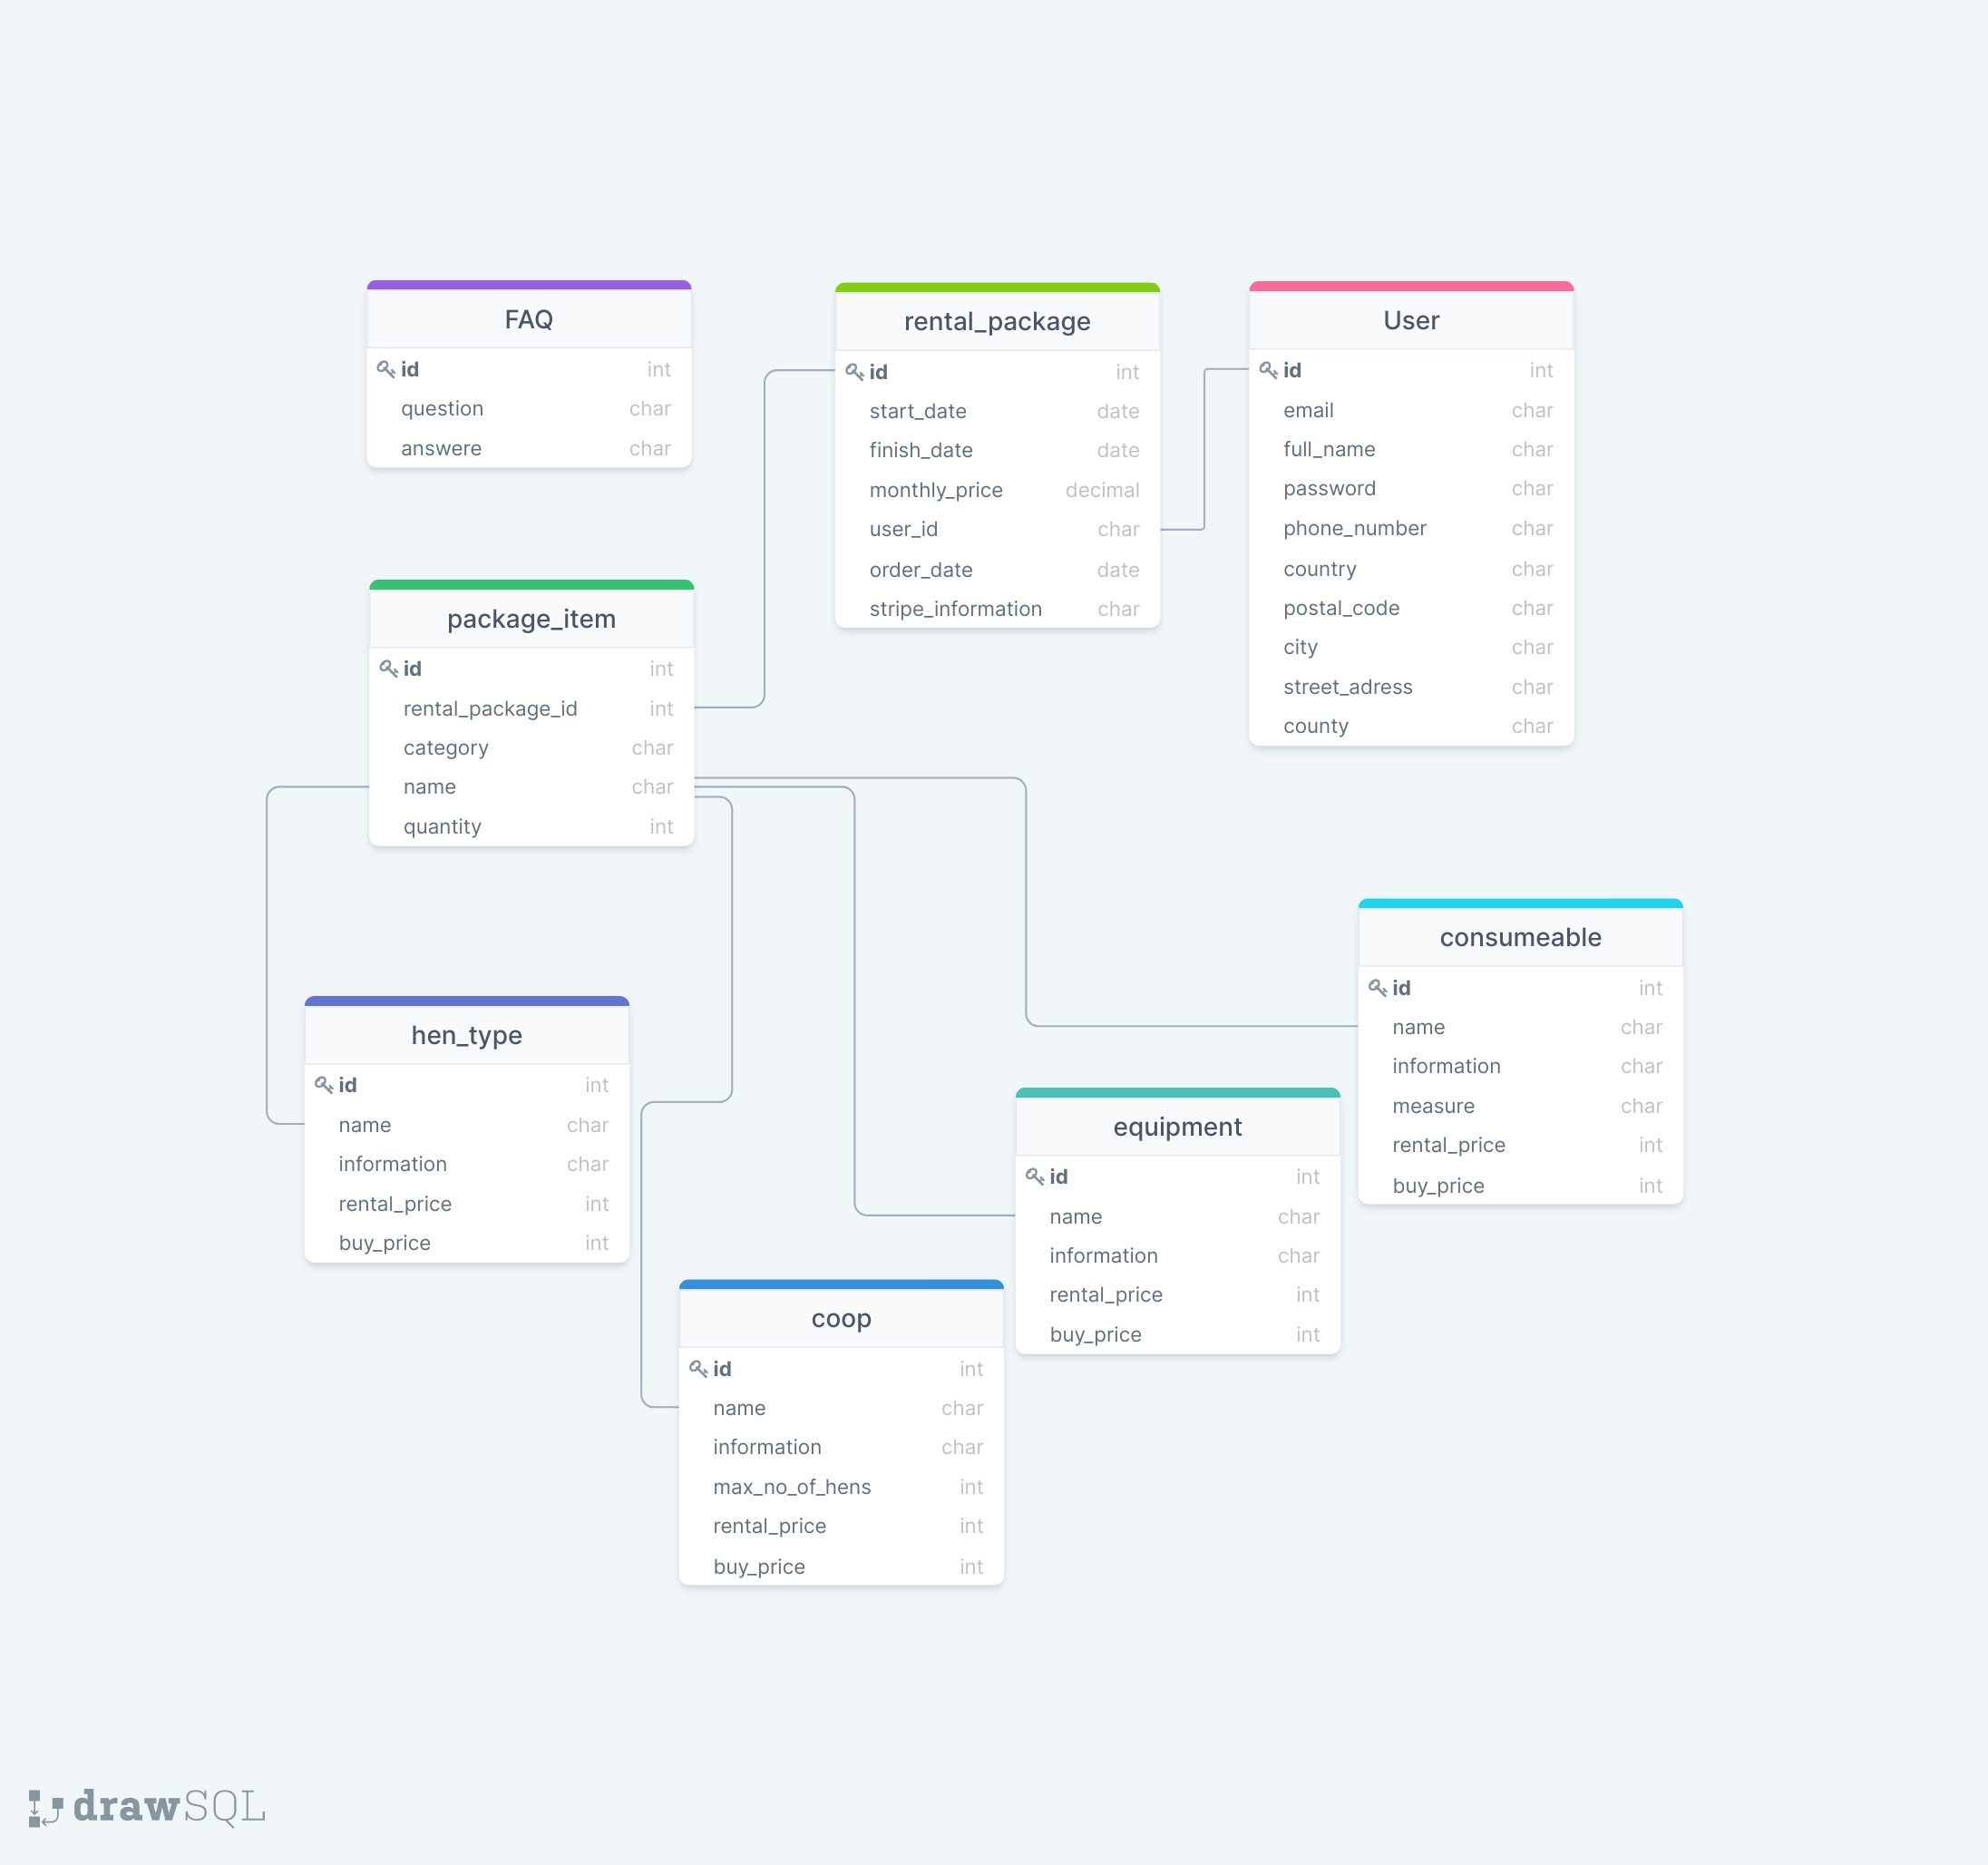 FAQ
id int
question char
answere char
rental_package
id int
start_date date
finish_date date
monthly_price decimal
user_id char
order_date date
stripe_information char
User
id int
email char
full_name char
password char
phone_number char
country char
postal_code char
city char
street_adress char
county char
package_item
id int
rental_package_id int
category char
name char
quantity int
consumeable
id int
name char
information char
measure char
rental_price int
buy_price int
hen_type
id int
name char
information char
rental_price int
buy_price int
equipment
id int
name char
information char
rental_price int
buy_price int
coop
id int
name char
information char
max_no_of_hens int
rental_price int
buy_price int
drawSQL